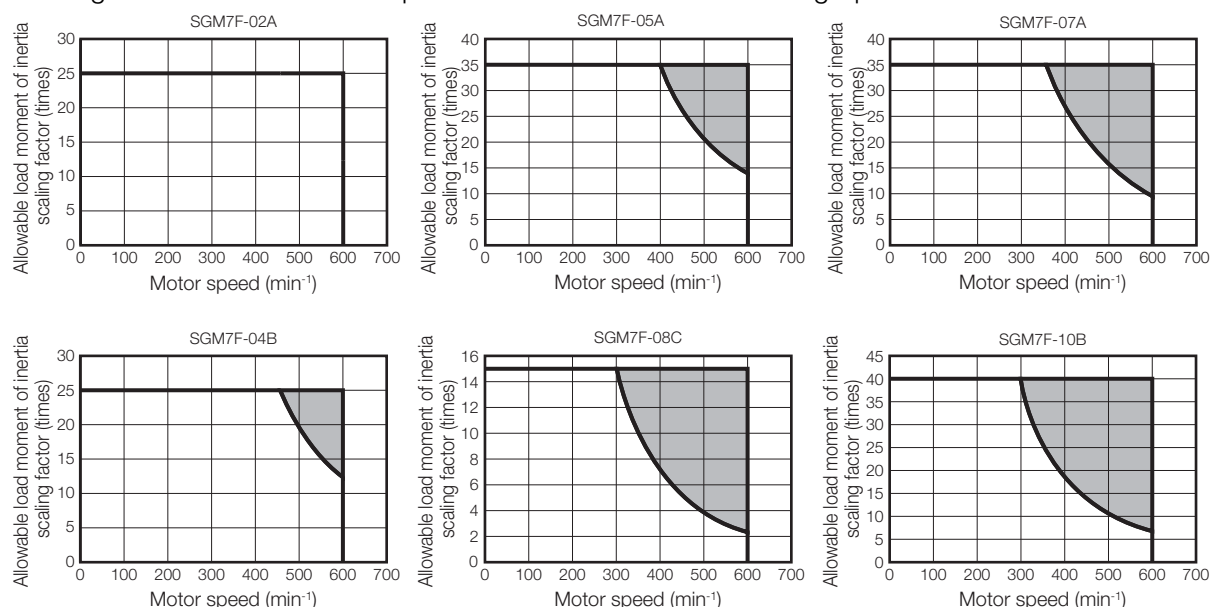 SGM7F-02A
Allowable load moment of inertia
scaling factor (times)
30
25
20
15
10
5
0
0 100 200 300 400 500 600 700
Motor speed (min-1)
SGM7F-05A
Allowable load moment of inertia
scaling factor (times)
40
35
30
25
20
15
10
5
0
0 100 200 300 400 500 600 700
Motor speed (min-1)
SGM7F-07A
Allowable load moment of inertia
scaling factor (times)
40
35
30
25
20
15
10
5
0
0 100 200 300 400 500 600 700
Motor speed (min-1)
SGM7F-04B
Allowable load moment of inertia
scaling factor (times)
30
25
20
15
10
5
0
0 100 200 300 400 500 600 700
Motor speed (min-1)
SGM7F-08C
Allowable load moment of inertia
scaling factor (times)
16
14
12
10
8
6
4
2
0
0 100 200 300 400 500 600 700
Motor speed (min-1)
SGM7F-10B
Allowable load moment of inertia
scaling factor (times)
45
40
35
30
25
20
15
10
5
0
0 100 200 300 400 500 600 700
Motor speed (min-1)